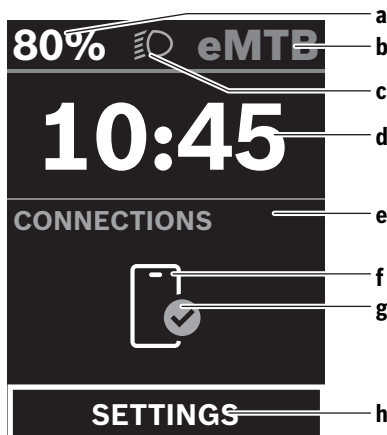 80% eMTB a
b
c
10:45 d
CONNECTIONS e
f
g
SETTINGS h